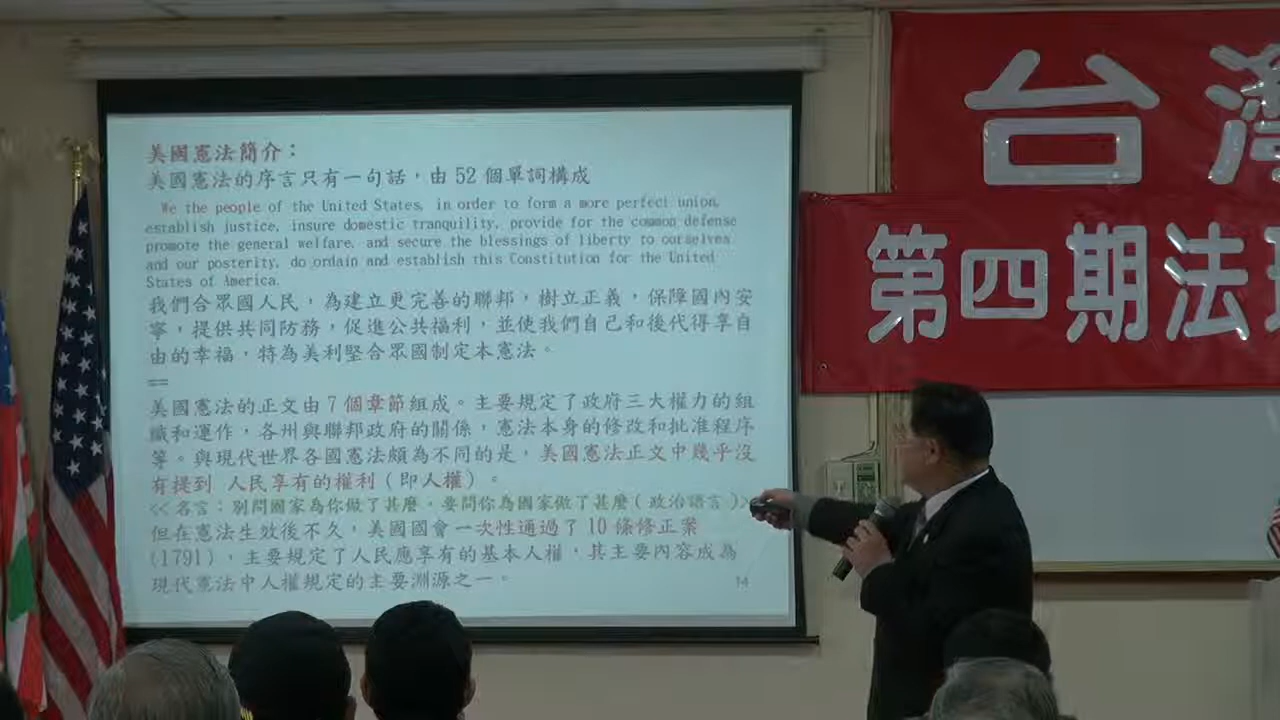 美國憲法簡介：
美國憲法的序言只有一句話，由 52 個單詞構成
We the people of the United States, in order to form a more perfect union,
establish justice, insure domestic tranquility, provide for the common defense
promote the general welfare, and secure the blessings of liberty to ourselves
and our posterity, do ordain and establish this Constitution for the United
States of America.
我們合眾國人民，為建立更完善的聯邦，樹立正義，保障國內安
寧，提供共同防務，促進公共福利，並使我們自己和後代得享自
由的幸福，特為美利堅合眾國制定本憲法。
==
美國憲法的正文由 7 個章節組成。主要規定了政府三大權力的組
織和運作，各州與聯邦政府的關係，憲法本身的修改和批准程序
等。與現代世界各國憲法頗為不同的是，美國憲法正文中幾乎沒
有提到 人民享有的權利（即人權）。
<<名言：別問國家為你做了甚麼，要問你為國家做了甚麼（政治語言）>>
但在憲法生效後不久，美國國會一次性通過了 10 條修正案
(1791)，主要規定了人民應享有的基本人權，其主要內容成為
現代憲法中人權規定的主要淵源之一。
14
台灣
第四期法